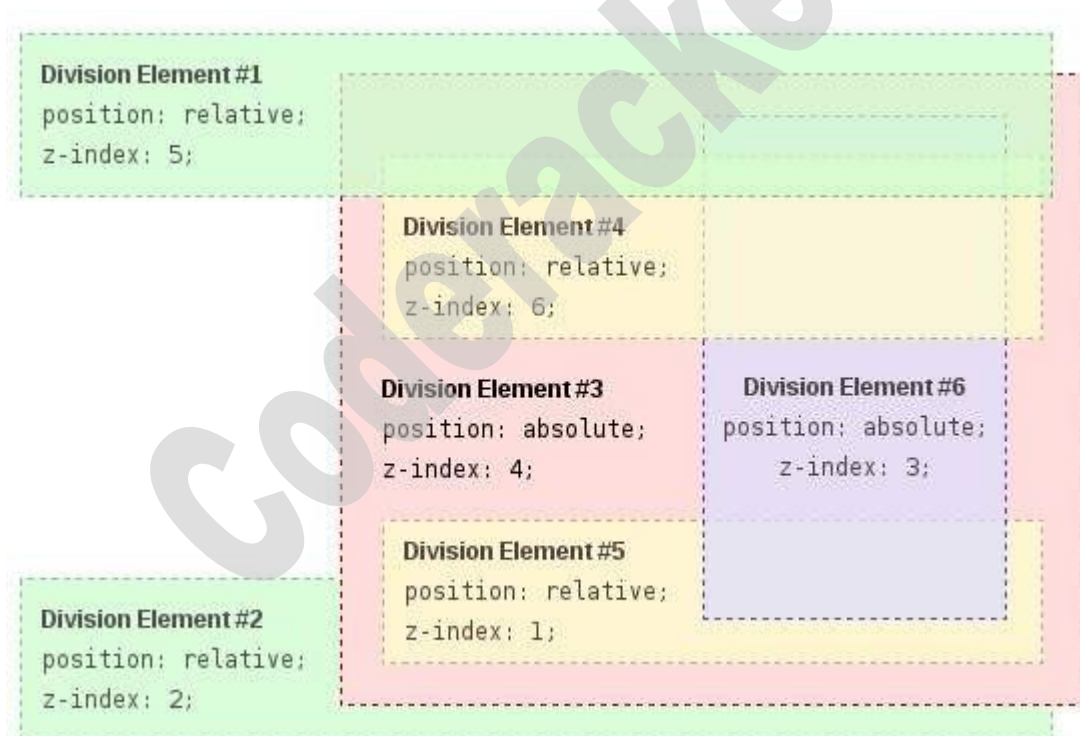 Division Element #1
position: relative;
z-index: 5;
Division Element #4
position: relative;
z-index: 6;
Division Element #3
position: absolute;
z-index: 4;
Division Element #6
position: absolute;
z-index: 3;
Division Element #5
position: relative;
z-index: 1;
Division Element #2
position: relative;
z-index: 2;
Coderacke